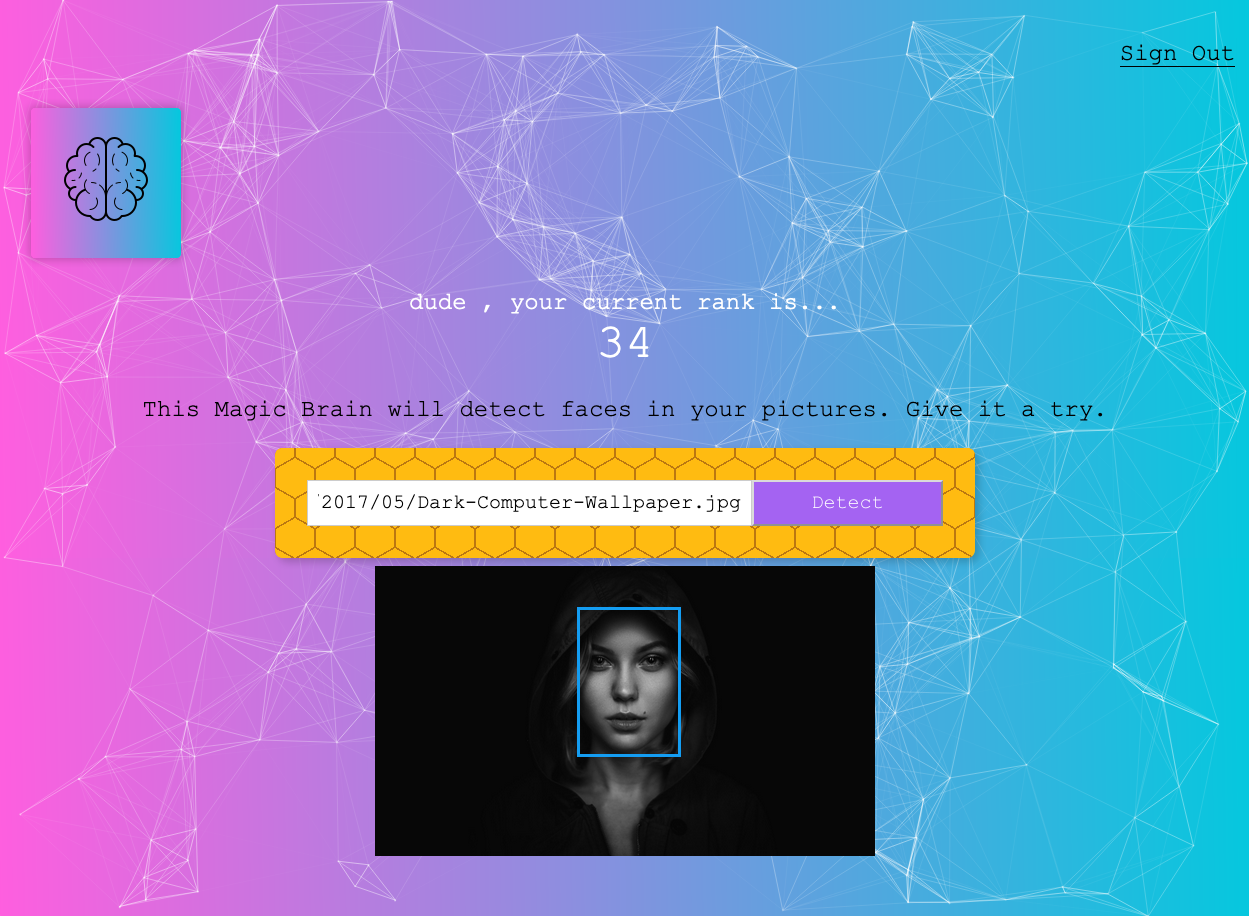 Sign Out
dude , your current rank is...
34
This Magic Brain will detect faces in your pictures. Give it a try.
2017/05/Dark-Computer-Wallpaper.jpg
Detect